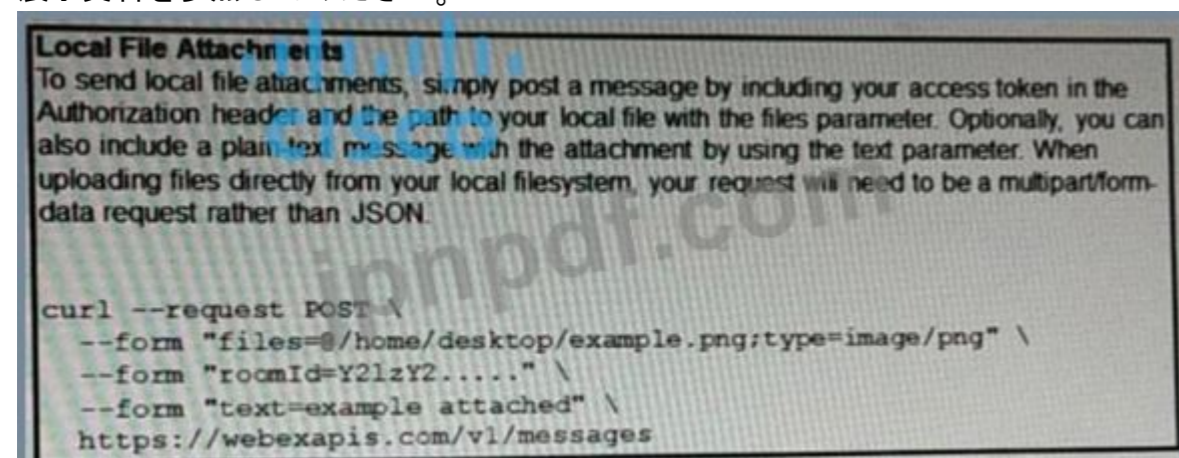 Local File Attachments
To send local file attachments, simply post a message by including your access token in the
Authorization header and the path to your local file with the files parameter. Optionally, you can
also include a plain text message with the attachment by using the text parameter. When
uploading files directly from your local filesystem, your request will need to be a multipart/form-
data request rather than JSON.
curl --request POST \
--form "files=@/home/desktop/example.png;type=image/png" \
--form "roomId=Y2lzY2....." \
--form "text=example attached" \
https://webexapis.com/v1/messages
cisco
jpnpdf.com